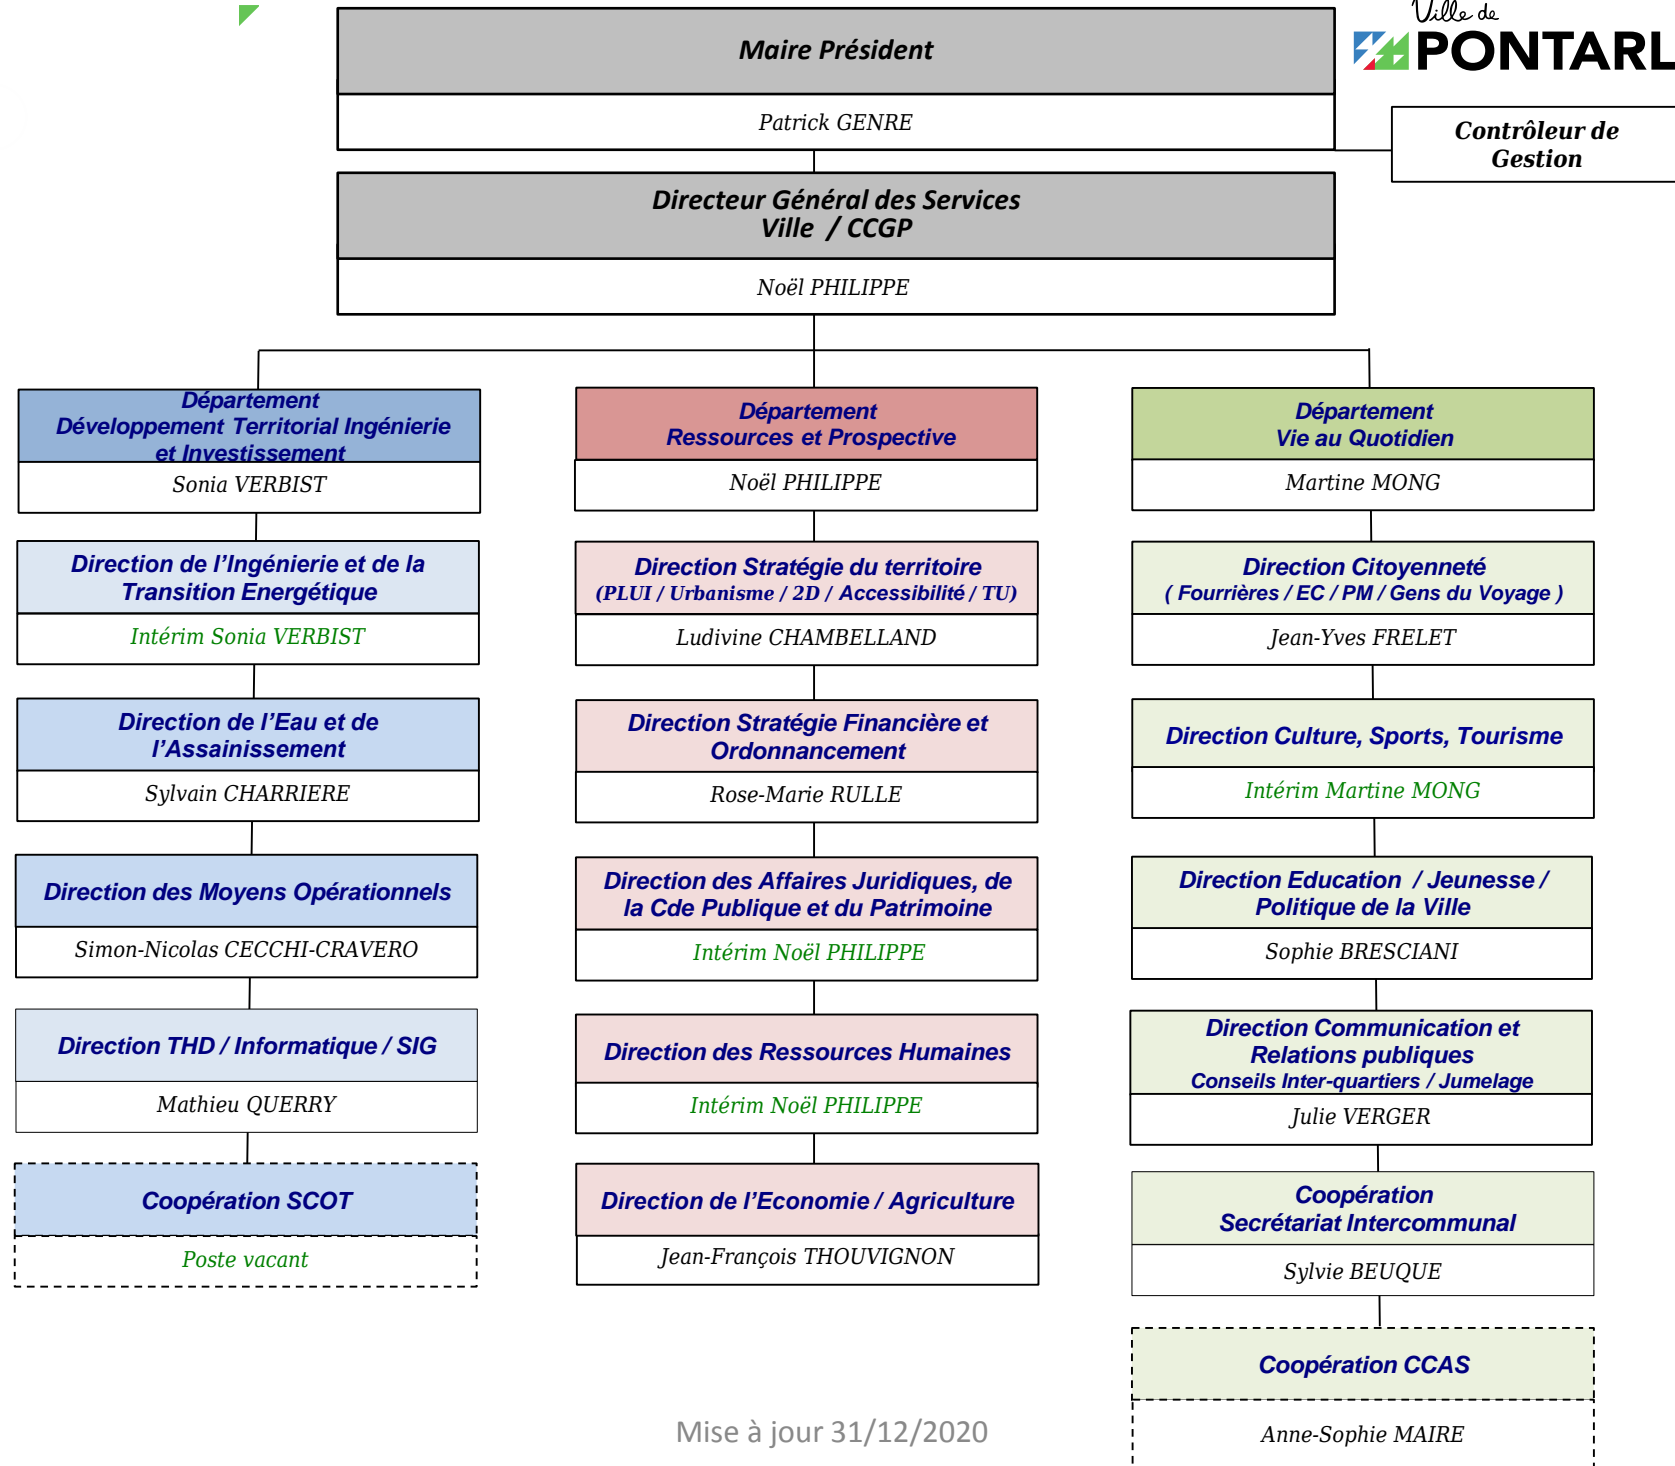 Maire Président
Patrick GENRE
Ville de
PONTARL
Contrôleur de
Gestion
Directeur Général des Services
Ville / CCGP
Noël PHILIPPE
Département
Développement Territorial Ingénierie
et Investissement
Sonia VERBIST
Direction de l’Ingénierie et de la
Transition Energétique
Intérim Sonia VERBIST
Direction de l’Eau et de
l’Assainissement
Sylvain CHARRIERE
Direction des Moyens Opérationnels
Simon-Nicolas CECCHI-CRAVERO
Direction THD / Informatique / SIG
Mathieu QUERRY
Coopération SCOT
Poste vacant
Département
Ressources et Prospective
Noël PHILIPPE
Direction Stratégie du territoire
(PLUI / Urbanisme / 2D / Accessibilité / TU)
Ludivine CHAMBELLAND
Direction Stratégie Financière et
Ordonnancement
Rose-Marie RULLE
Direction des Affaires Juridiques, de
la Cde Publique et du Patrimoine
Intérim Noël PHILIPPE
Direction des Ressources Humaines
Intérim Noël PHILIPPE
Direction de l’Economie / Agriculture
Jean-François THOUVIGNON
Département
Vie au Quotidien
Martine MONG
Direction Citoyenneté
( Fourrières / EC / PM / Gens du Voyage )
Jean-Yves FRELET
Direction Culture, Sports, Tourisme
Intérim Martine MONG
Direction Education / Jeunesse /
Politique de la Ville
Sophie BRESCIANI
Direction Communication et
Relations publiques
Conseils Inter-quartiers / Jumelage
Julie VERGER
Coopération
Secrétariat Intercommunal
Sylvie BEUQUE
Coopération CCAS
Anne-Sophie MAIRE
Mise à jour 31/12/2020